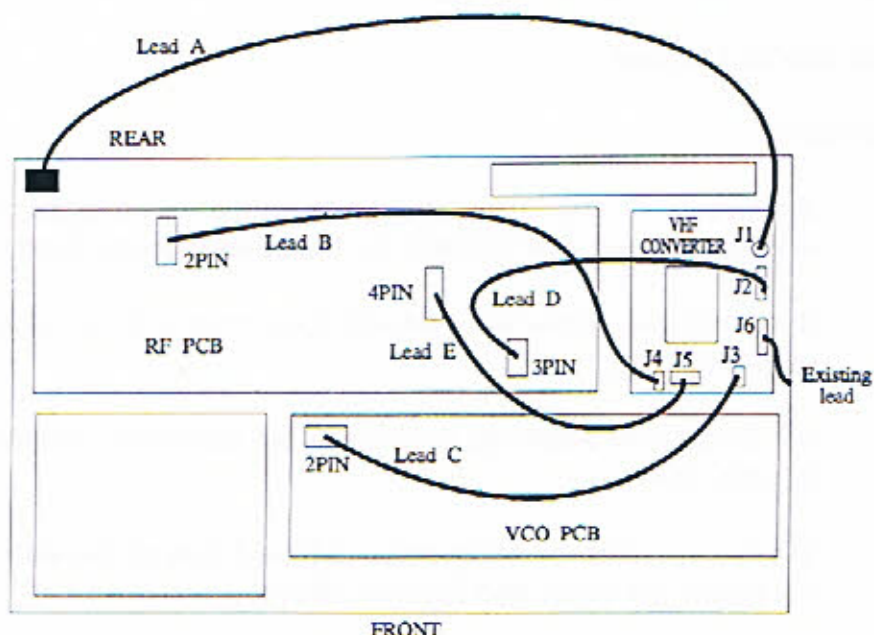 Lead A
REAR
VHF
CONVERTER
J1
Lead B
2PIN
J2
4PIN
Lead D
J6
RF PCB
Lead E
3PIN
J4
J5
J3
Existing
lead
2PIN
Lead C
VCO PCB
FRONT